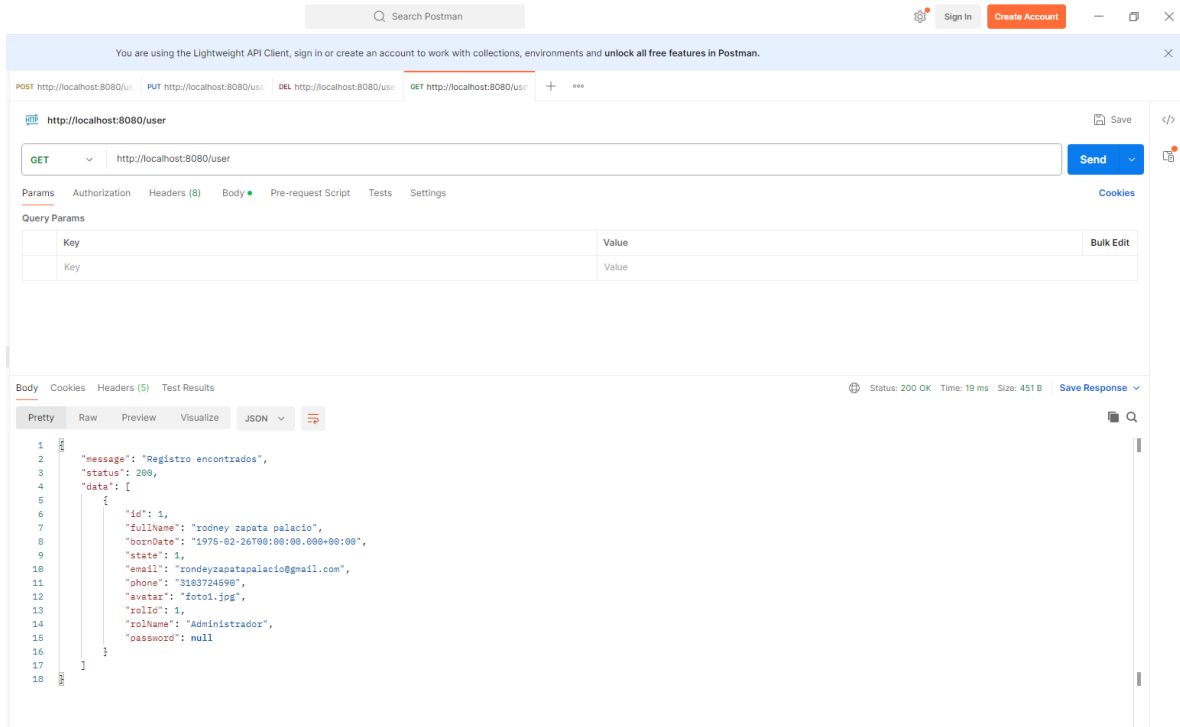 Search Postman
Sign In
Create Account
You are using the Lightweight API Client, sign in or create an account to work with collections, environments and unlock all free features in Postman.
POST http://localhost:8080/us PUT http://localhost:8080/use DEL http://localhost:8080/use GET http://localhost:8080/use
HTTP http://localhost:8080/user
Save
GET http://localhost:8080/user
Send
Params Authorization Headers (8) Body Pre-request Script Tests Settings
Cookies
Query Params
Key Value Bulk Edit
Key Value
Body Cookies Headers (5) Test Results
Status: 200 OK Time: 19 ms Size: 451 B Save Response
Pretty Raw Preview Visualize JSON
1 {
2 "message": "Registro encontrados",
3 "status": 200,
4 "data": [
5 {
6 "id": 1,
7 "fullName": "rodney zapata palacio",
8 "bornDate": "1975-02-26T00:00:00.000+00:00",
9 "state": 1,
10 "email": "rondeyzapatapalacio@gmail.com",
11 "phone": "3103724690",
12 "avatar": "foto1.jpg",
13 "rolId": 1,
14 "rolName": "Administrador",
15 "password": null
16 }
17 ]
18 }